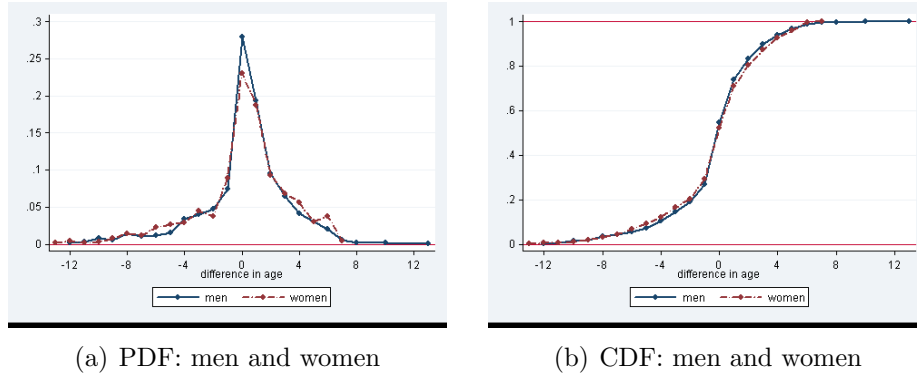 .3
.25
.2
.15
.1
.05
0
-12 -8 -4 0 4 8 12
difference in age
men women
(a) PDF: men and women
1
.8
.6
.4
.2
0
-12 -8 -4 0 4 8 12
difference in age
men women
(b) CDF: men and women